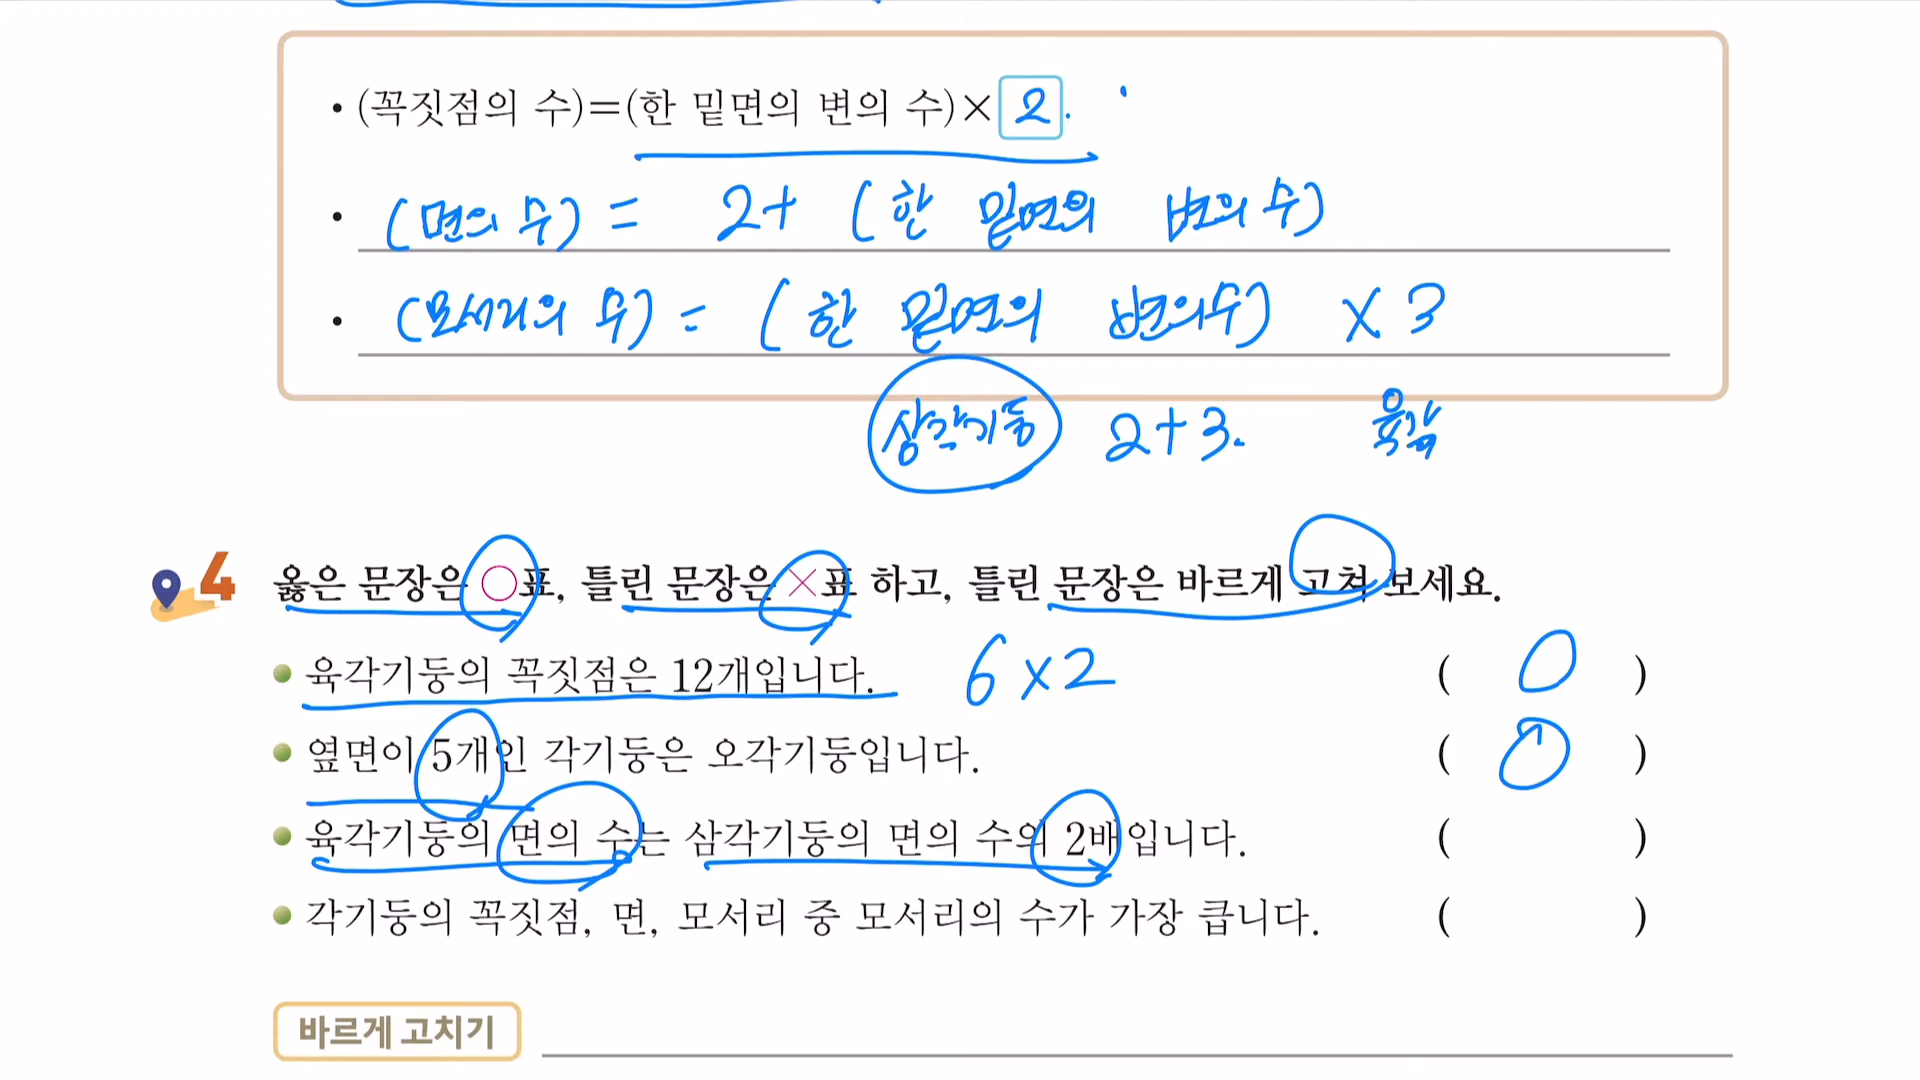 • (꼭짓점의 수)=(한 밑면의 변의 수)×2
• (면의 수) = 2+ (한 밑면의 변의 수)
• (모서리의 수) = (한 밑면의 변의 수) × 3
삼각기둥 2+3. 육각
4 옳은 문장은 ○표, 틀린 문장은 ×표 하고, 틀린 문장은 바르게 고쳐 보세요.
• 육각기둥의 꼭짓점은 12개입니다. 6×2 ( ○ )
• 옆면이 5개인 각기둥은 오각기둥입니다. ( ○ )
• 육각기둥의 면의 수는 삼각기둥의 면의 수의 2배입니다. ( )
• 각기둥의 꼭짓점, 면, 모서리 중 모서리의 수가 가장 큽니다. ( )
바르게 고치기